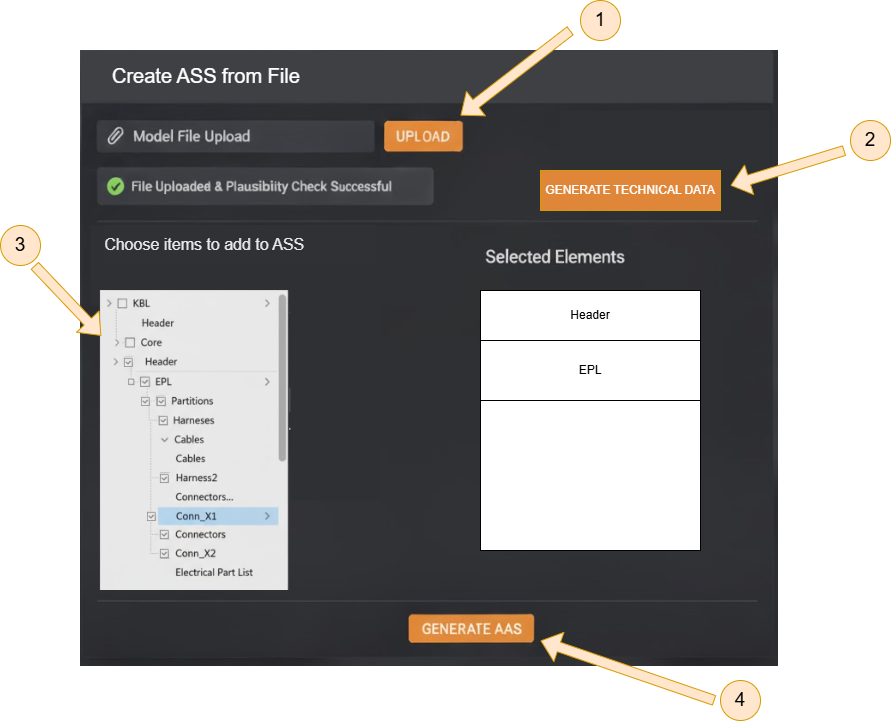 1
Create ASS from File
Model File Upload
UPLOAD
2
File Uploaded & Plausibility Check Successful
GENERATE TECHNICAL DATA
3
Choose items to add to ASS
Selected Elements
KBL
Header
Core
Header
EPL
Partitions
Harneses
Cables
Cables
Harness2
Connectors...
Conn_X1
Connectors
Conn_X2
Electrical Part List
Header
EPL
GENERATE AAS
4